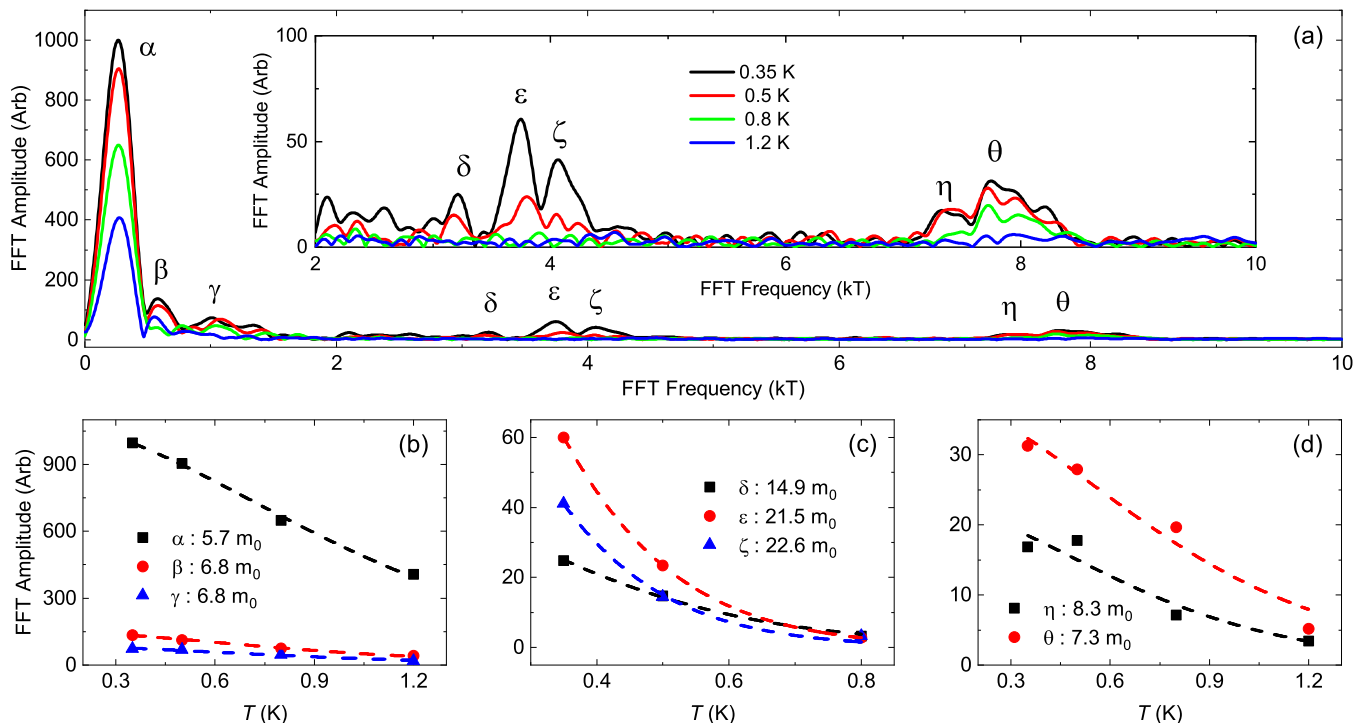 (a)
1000
800
600
400
200
0
FFT Amplitude (Arb)
α
β
γ
δ
ε
ζ
η
θ
0
2
4
6
8
10
FFT Frequency (kT)
100
50
0
FFT Amplitude (Arb)
0.35 K
0.5 K
0.8 K
1.2 K
δ
ε
ζ
η
θ
2
4
6
8
10
FFT Frequency (kT)
(b)
900
600
300
0
FFT Amplitude (Arb)
α : 5.7 m₀
β : 6.8 m₀
γ : 6.8 m₀
0.3
0.6
0.9
1.2
T (K)
(c)
60
40
20
0
δ : 14.9 m₀
ε : 21.5 m₀
ζ : 22.6 m₀
0.4
0.6
0.8
T (K)
(d)
30
20
10
0
η : 8.3 m₀
θ : 7.3 m₀
0.3
0.6
0.9
1.2
T (K)